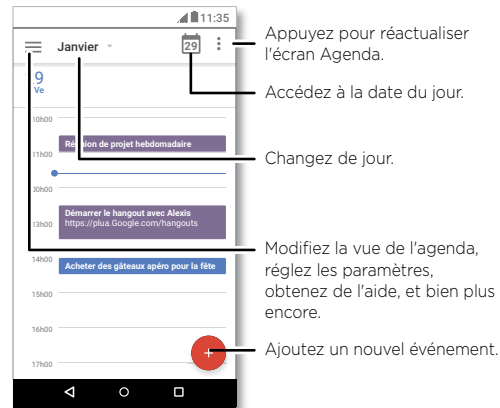 11:35
Janvier
29
29
Ve
10h00
Réunion de projet hebdomadaire
11h00
00h00
Démarrer le hangout avec Alexis
https://plua.Google.com/hangouts
13h00
14h00
Acheter des gâteaux apéro pour la fête
15h00
16h00
17h00
+
Appuyez pour réactualiser
l'écran Agenda.
Accédez à la date du jour.
Changez de jour.
Modifiez la vue de l'agenda,
réglez les paramètres,
obtenez de l'aide, et bien plus
encore.
Ajoutez un nouvel événement.